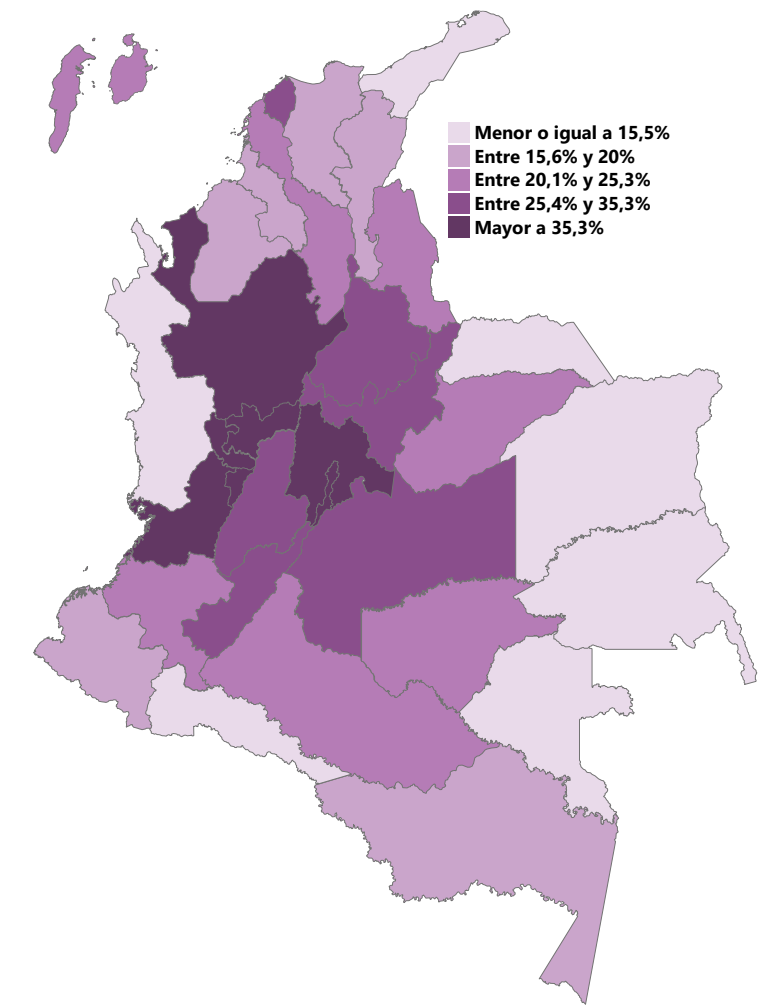 Menor o igual a 15,5%
Entre 15,6% y 20%
Entre 20,1% y 25,3%
Entre 25,4% y 35,3%
Mayor a 35,3%